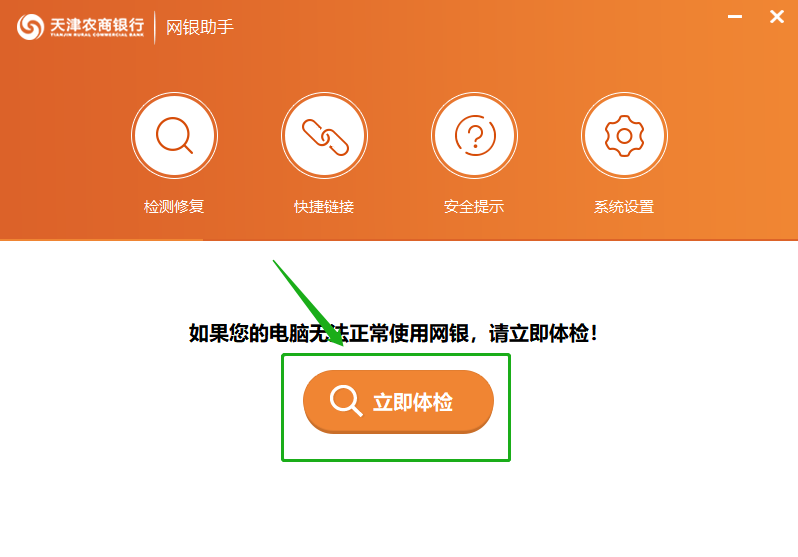 天津农商银行 网银助手
TIANJIN RURAL COMMERCIAL BANK
检测修复 快捷链接 安全提示 系统设置
如果您的电脑无法正常使用网银，请立即体检！
立即体检